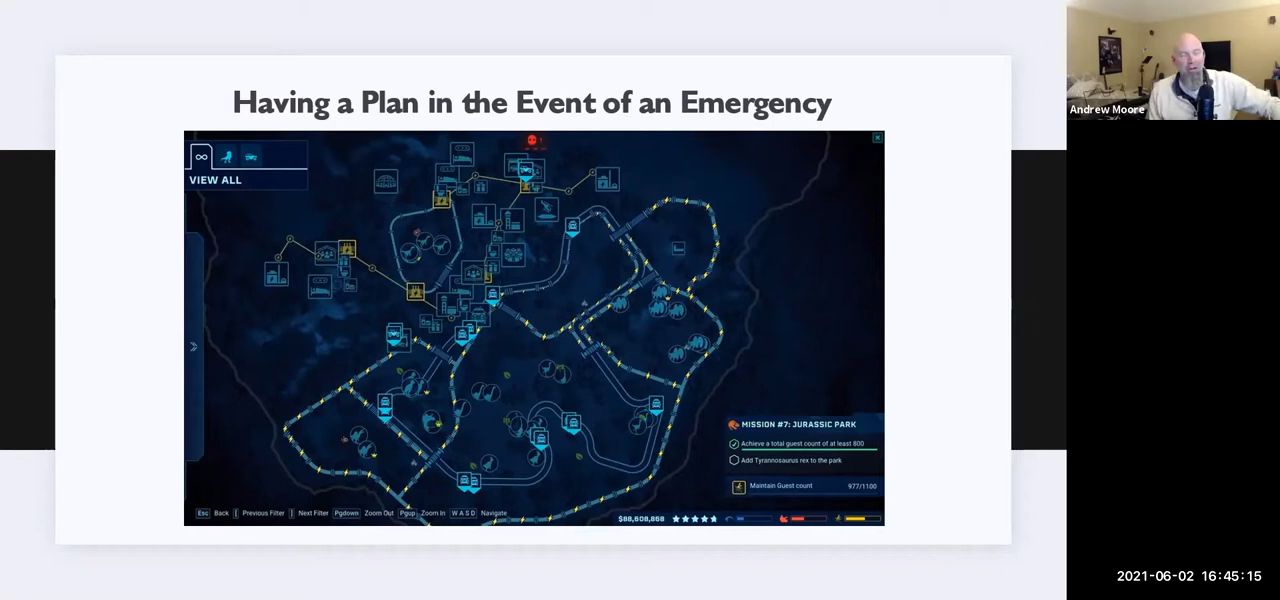 Having a Plan in the Event of an Emergency
Andrew Moore
VIEW ALL
MISSION #7: JURASSIC PARK
Achieve a total guest count of at least 800
Add Tyrannosaurus rex to the park
Maintain Guest count 977/1100
Esc Back [ Previous Filter ] Next Filter Pgdown Zoom Out Pgup Zoom In W A S D Navigate
$88,608,868
2021-06-02 16:45:15